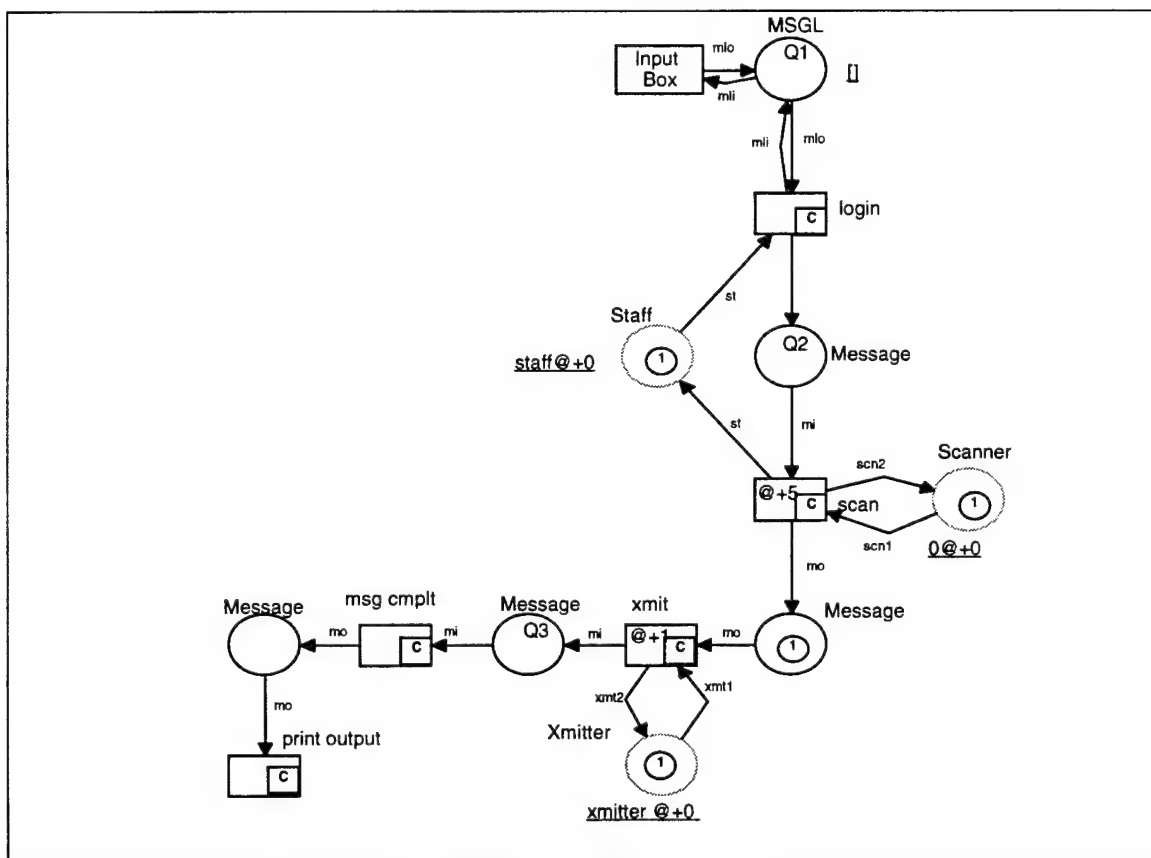 MSGL
Input
Box
mlo
Q1
[]
mli
mli
mlo
C
login
st
Staff
1
staff @ +0
Q2
Message
st
mi
Scanner
scn2
@ +5
C
scan
1
scn1
0 @ +0
mo
Message
msg cmplt
Message
xmit
Message
mo
C
mi
Q3
mi
@ +1
C
mo
1
mo
xmt2
xmt1
print output
C
Xmitter
1
xmitter @ +0